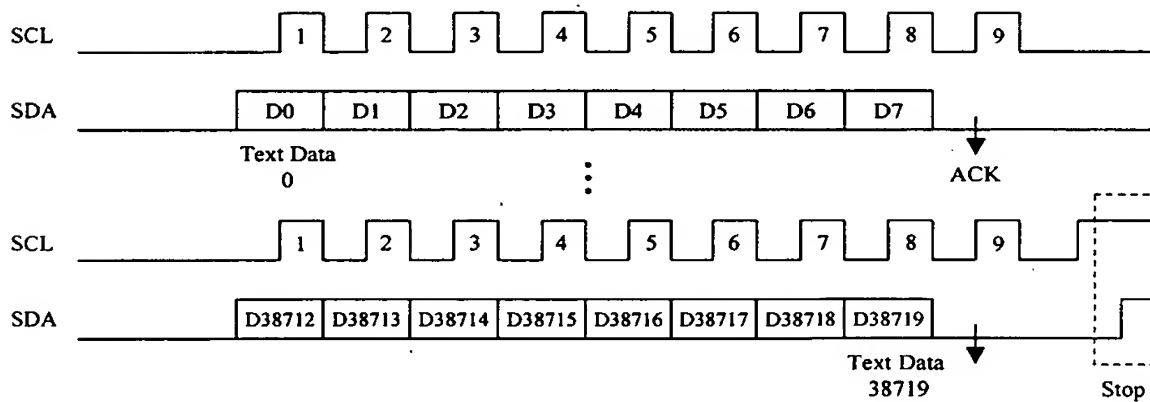 SCL 1 2 3 4 5 6 7 8 9
SDA D0 D1 D2 D3 D4 D5 D6 D7
Text Data
0
ACK
SCL 1 2 3 4 5 6 7 8 9
SDA D38712 D38713 D38714 D38715 D38716 D38717 D38718 D38719
Text Data
38719
Stop